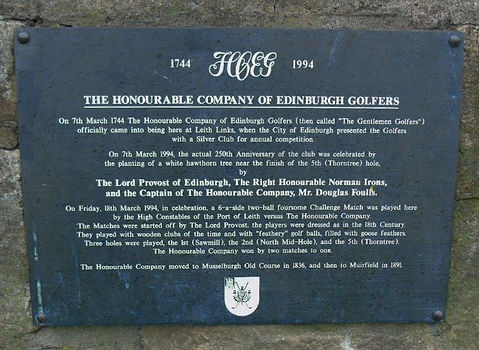 1744 HCEG 1994
THE HONOURABLE COMPANY OF EDINBURGH GOLFERS
On 7th March 1744 The Honourable Company of Edinburgh Golfers (then called "The Gentlemen Golfers")
officially came into being here at Leith Links, when the City of Edinburgh presented the Golfers
with a Silver Club for annual competition.
On 7th March 1994, the actual 250th Anniversary of the club was celebrated by
the planting of a white hawthorn tree near the finish of the 5th (Thorntree) hole,
by
The Lord Provost of Edinburgh, The Right Honourable Norman Irons,
and the Captain of The Honourable Company, Mr. Douglas Foulis.
On Friday, 18th March 1994, in celebration, a 6-a-side two-ball foursome Challenge Match was played here
by the High Constables of the Port of Leith versus The Honourable Company.
The Matches were started off by The Lord Provost, the players were dressed as in the 18th Century.
They played with wooden clubs of the time and with "feathery" golf balls, filled with goose feathers.
Three holes were played, the 1st (Sawmill), the 2nd (North Mid-Hole), and the 5th (Thorntree).
The Honourable Company won by two matches to one.
The Honourable Company moved to Musselburgh Old Course in 1836, and then to Muirfield in 1891.